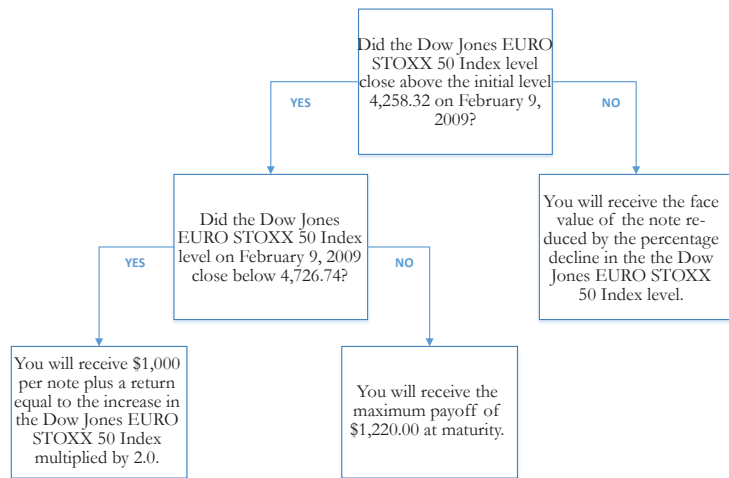 Did the Dow Jones EURO
STOXX 50 Index level
close above the initial level
4,258.32 on February 9,
2009?
YES
NO
Did the Dow Jones
EURO STOXX 50 Index
level on February 9, 2009
close below 4,726.74?
You will receive the face
value of the note re-
duced by the percentage
decline in the the Dow
Jones EURO STOXX
50 Index level.
YES
NO
You will receive $1,000
per note plus a return
equal to the increase in
the Dow Jones EURO
STOXX 50 Index
multiplied by 2.0.
You will receive the
maximum payoff of
$1,220.00 at maturity.